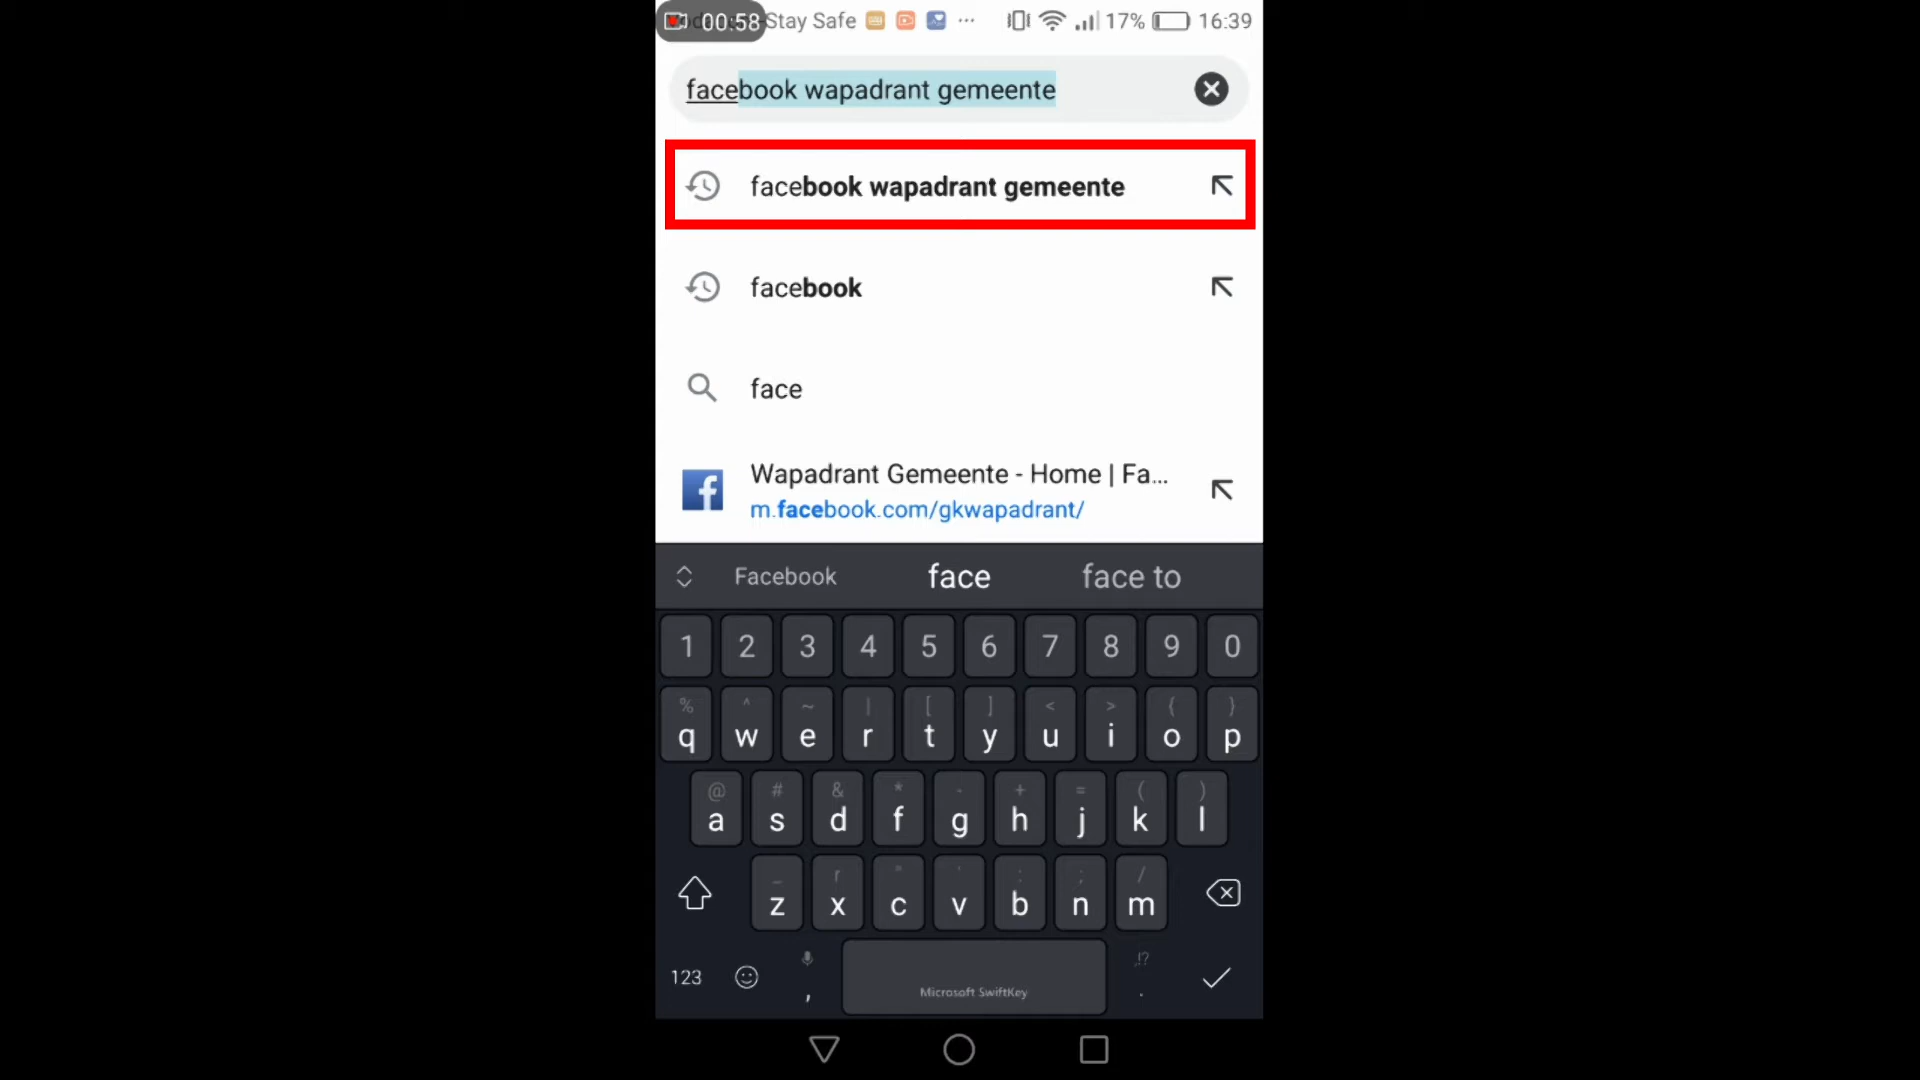 00:58 Stay Safe 17% 16:39
facebook wapadrant gemeente
facebook wapadrant gemeente
facebook
face
Wapadrant Gemeente - Home | Fa...
m.facebook.com/gkwapadrant/
Facebook face face to
1 2 3 4 5 6 7 8 9 0
% ^ ~ | [ ] < > { }
q w e r t y u i o p
@ # & * - + = ( )
a s d f g h j k l
z x c v b n m
123 , Microsoft SwiftKey !? .